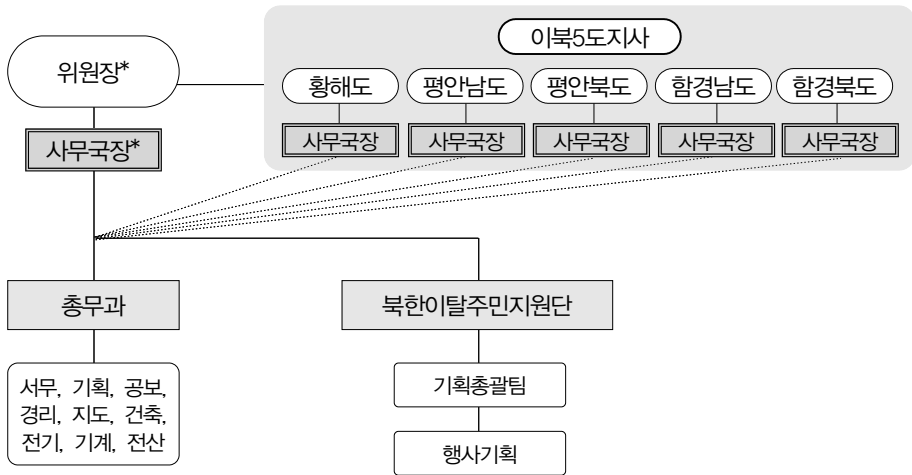 이북5도지사
위원장*
황해도 평안남도 평안북도 함경남도 함경북도
사무국장*
사무국장 사무국장 사무국장 사무국장 사무국장
총무과
북한이탈주민지원단
서무, 기획, 공보,
경리, 지도, 건축,
전기, 기계, 전산
기획총괄팀
행사기획